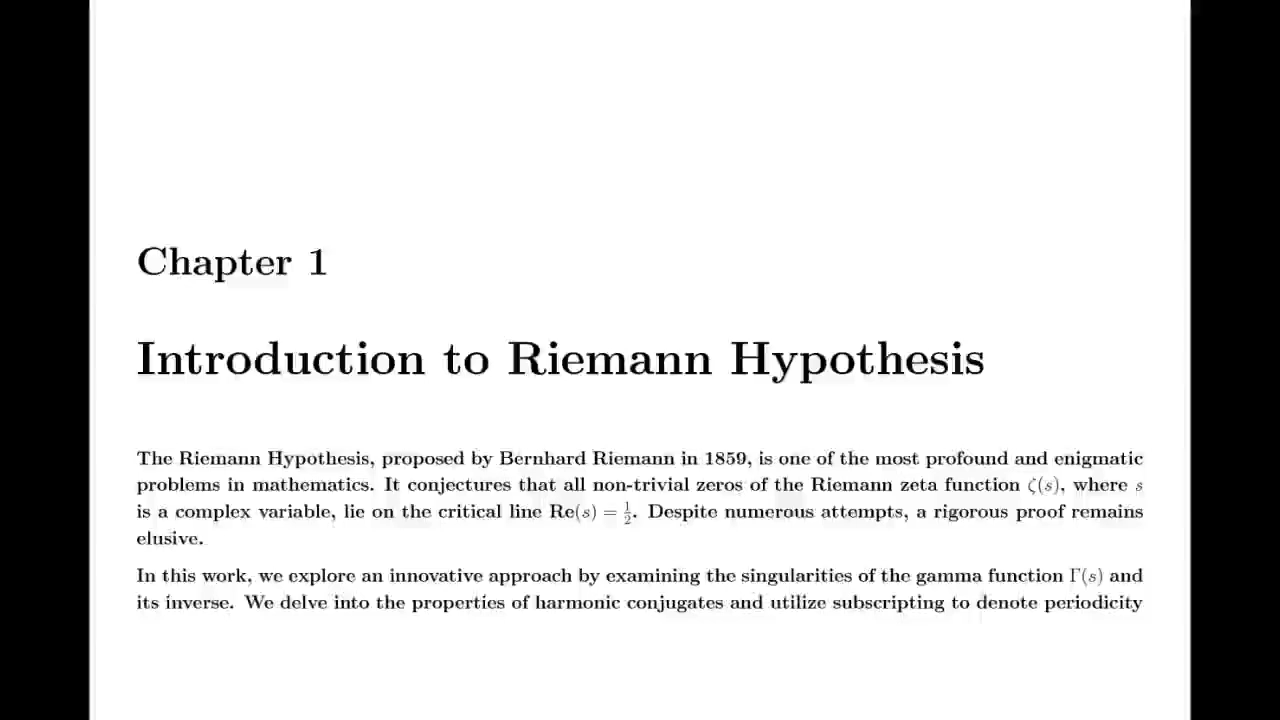 Chapter 1
Introduction to Riemann Hypothesis
The Riemann Hypothesis, proposed by Bernhard Riemann in 1859, is one of the most profound and enigmatic
problems in mathematics. It conjectures that all non-trivial zeros of the Riemann zeta function ζ(s), where s
is a complex variable, lie on the critical line Re(s) = 1/2. Despite numerous attempts, a rigorous proof remains
elusive.
In this work, we explore an innovative approach by examining the singularities of the gamma function Γ(s) and
its inverse. We delve into the properties of harmonic conjugates and utilize subscripting to denote periodicity